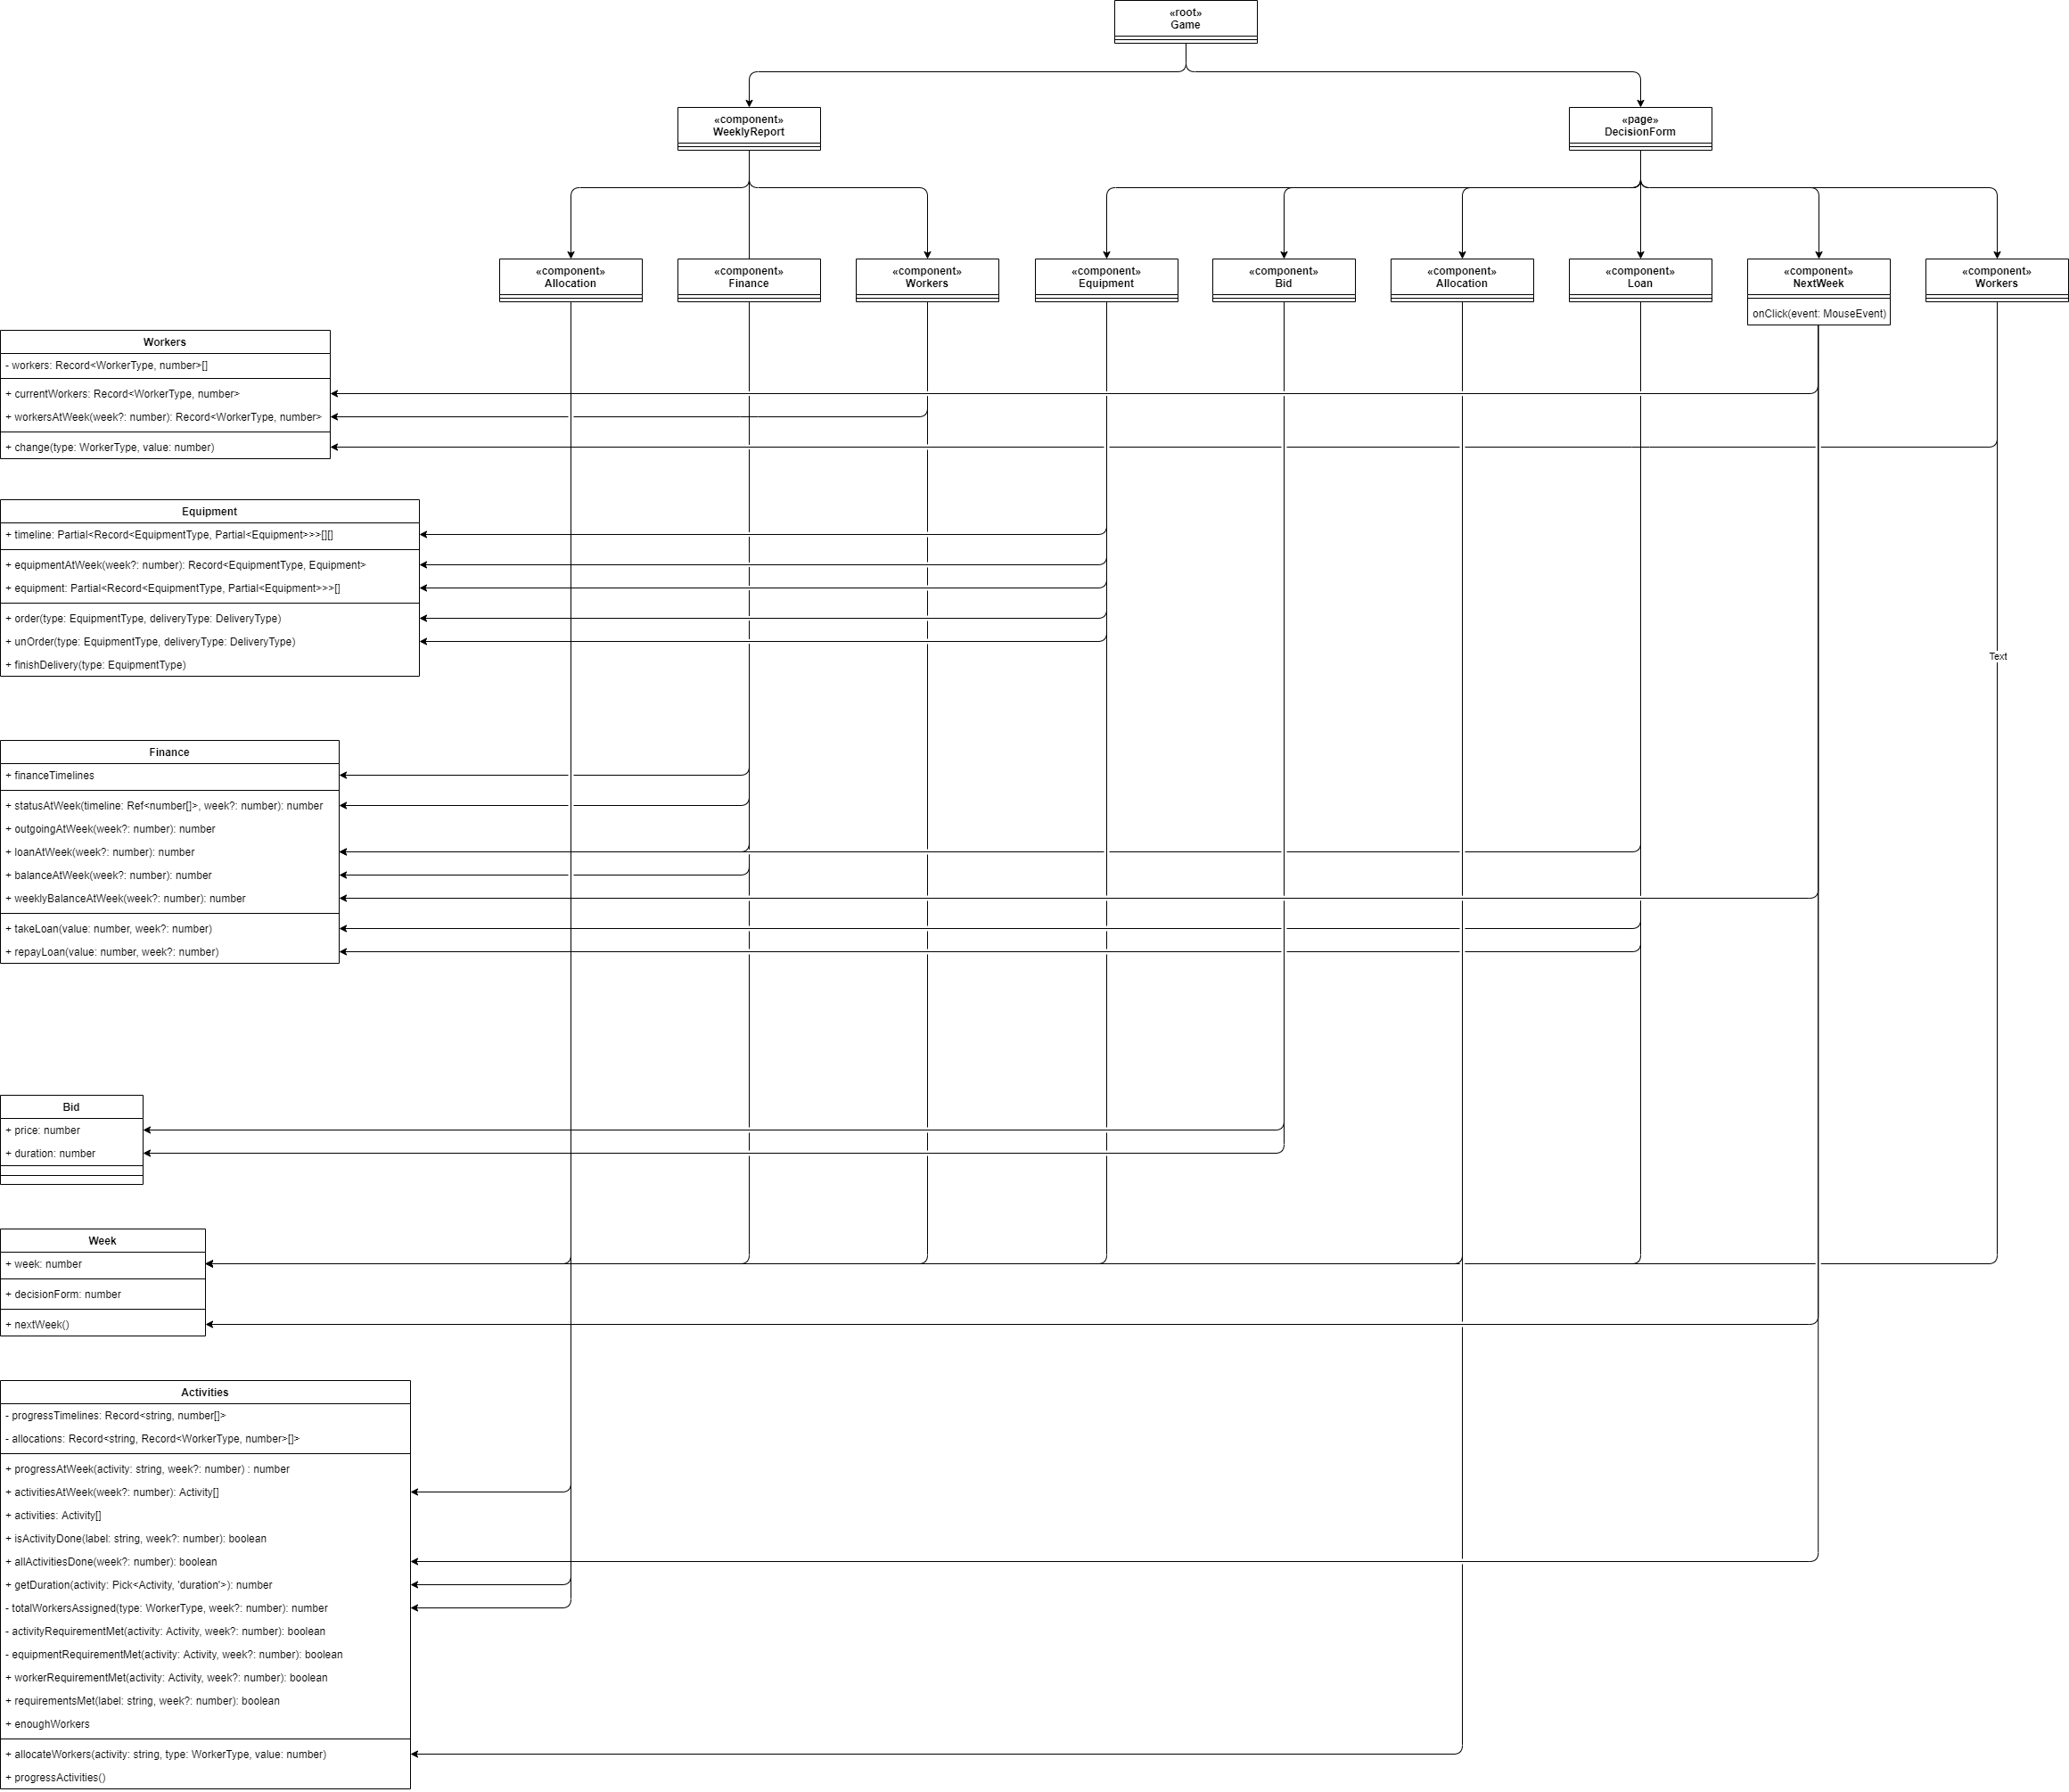 «root»
Game
«component»
WeeklyReport
«page»
DecisionForm
«component»
Allocation
«component»
Finance
«component»
Workers
«component»
Equipment
«component»
Bid
«component»
Allocation
«component»
Loan
«component»
NextWeek
onClick(event: MouseEvent)
«component»
Workers
Workers
- workers: Record<WorkerType, number>[]
+ currentWorkers: Record<WorkerType, number>
+ workersAtWeek(week?: number): Record<WorkerType, number>
+ change(type: WorkerType, value: number)
Equipment
+ timeline: Partial<Record<EquipmentType, Partial<Equipment>>>[][]
+ equipmentAtWeek(week?: number): Record<EquipmentType, Equipment>
+ equipment: Partial<Record<EquipmentType, Partial<Equipment>>>[]
+ order(type: EquipmentType, deliveryType: DeliveryType)
+ unOrder(type: EquipmentType, deliveryType: DeliveryType)
+ finishDelivery(type: EquipmentType)
Text
Finance
+ financeTimelines
+ statusAtWeek(timeline: Ref<number[]>, week?: number): number
+ outgoingAtWeek(week?: number): number
+ loanAtWeek(week?: number): number
+ balanceAtWeek(week?: number): number
+ weeklyBalanceAtWeek(week?: number): number
+ takeLoan(value: number, week?: number)
+ repayLoan(value: number, week?: number)
Bid
+ price: number
+ duration: number
Week
+ week: number
+ decisionForm: number
+ nextWeek()
Activities
- progressTimelines: Record<string, number[]>
- allocations: Record<string, Record<WorkerType, number>[]>
+ progressAtWeek(activity: string, week?: number) : number
+ activitiesAtWeek(week?: number): Activity[]
+ activities: Activity[]
+ isActivityDone(label: string, week?: number): boolean
+ allActivitiesDone(week?: number): boolean
+ getDuration(activity: Pick<Activity, 'duration'>): number
- totalWorkersAssigned(type: WorkerType, week?: number): number
- activityRequirementMet(activity: Activity, week?: number): boolean
- equipmentRequirementMet(activity: Activity, week?: number): boolean
+ workerRequirementMet(activity: Activity, week?: number): boolean
+ requirementsMet(label: string, week?: number): boolean
+ enoughWorkers
+ allocateWorkers(activity: string, type: WorkerType, value: number)
+ progressActivities()